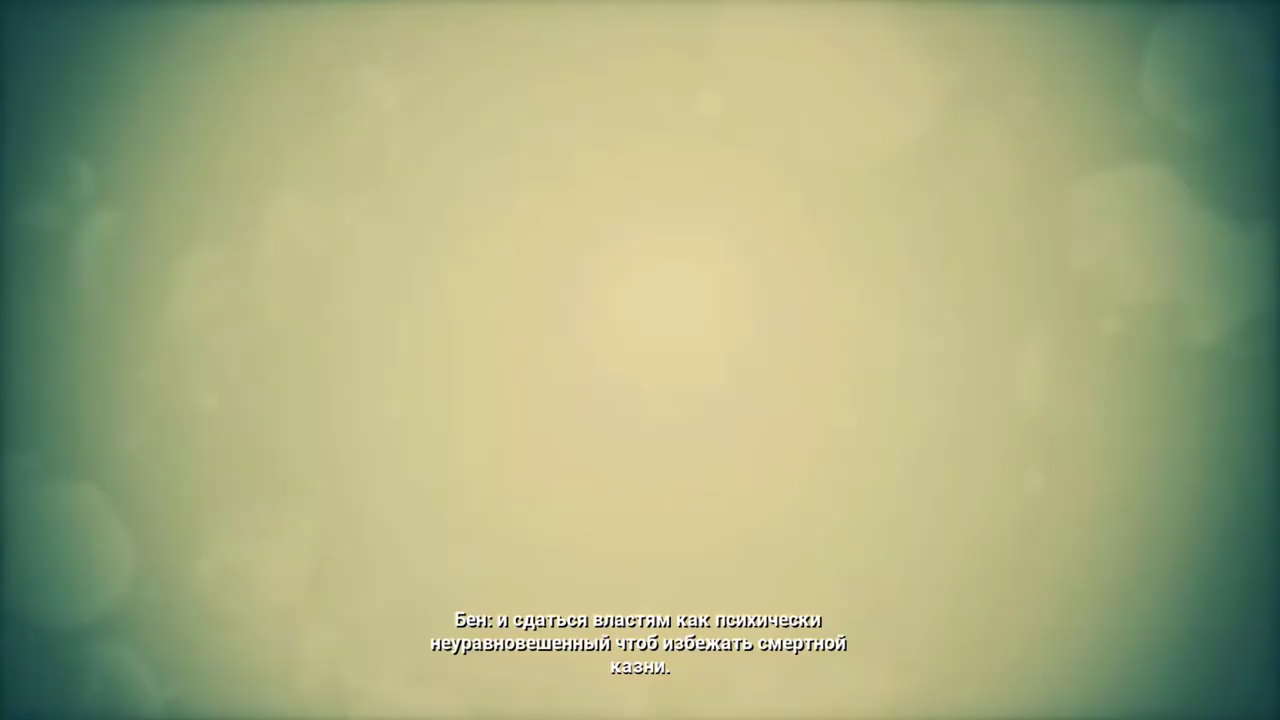 Бен: и сдаться властям как психически
неуравновешенный чтоб избежать смертной
казни.